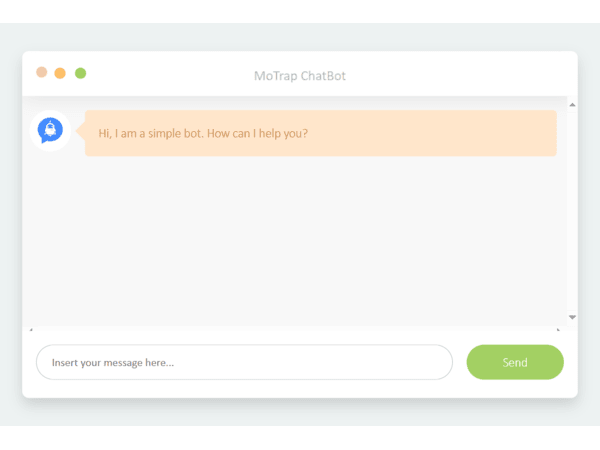 MoTrap ChatBot
Hi, I am a simple bot. How can I help you?
Insert your message here...
Send